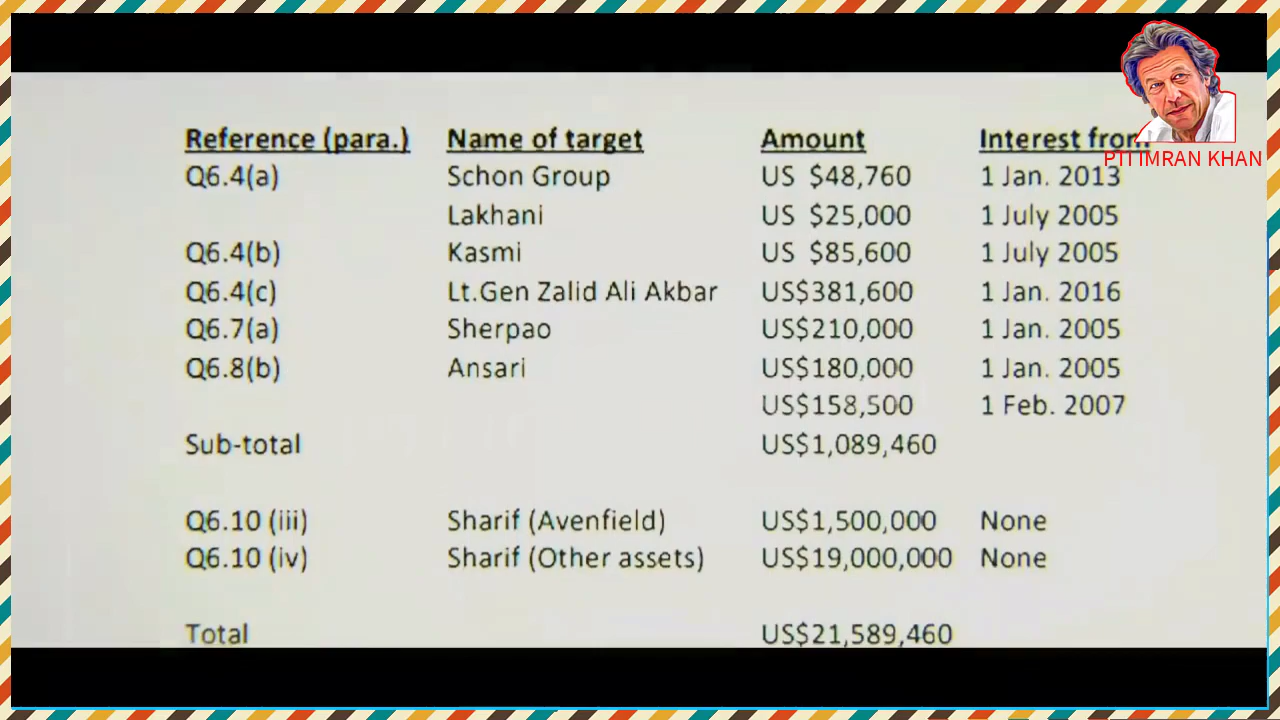 Reference (para.) Name of target Amount Interest from
Q6.4(a) Schon Group US $48,760 1 Jan. 2013
Lakhani US $25,000 1 July 2005
Q6.4(b) Kasmi US $85,600 1 July 2005
Q6.4(c) Lt.Gen Zalid Ali Akbar US$381,600 1 Jan. 2016
Q6.7(a) Sherpao US$210,000 1 Jan. 2005
Q6.8(b) Ansari US$180,000 1 Jan. 2005
US$158,500 1 Feb. 2007
Sub-total US$1,089,460
Q6.10 (iii) Sharif (Avenfield) US$1,500,000 None
Q6.10 (iv) Sharif (Other assets) US$19,000,000 None
Total US$21,589,460
PTI IMRAN KHAN